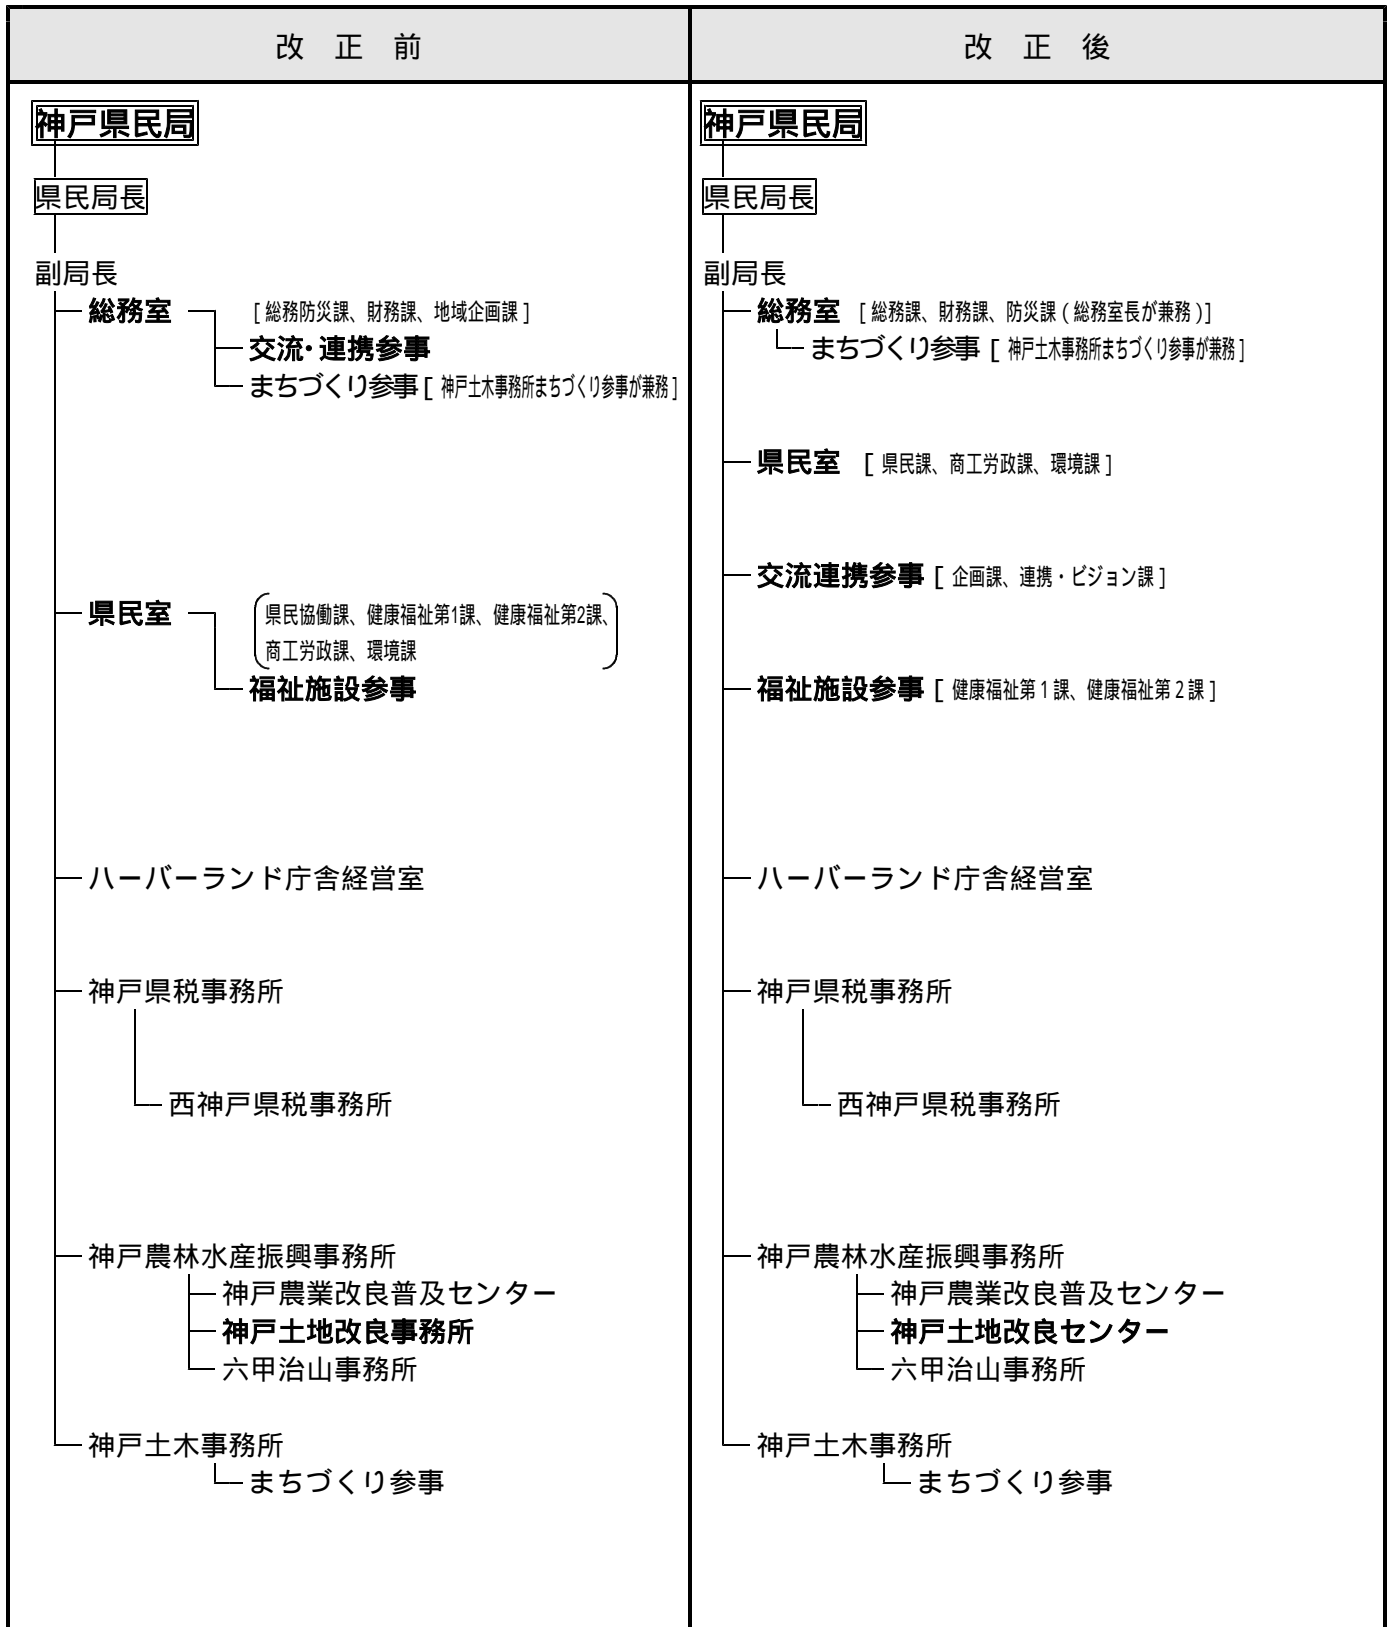 改 正 前
神戸県民局
県民局長
副局長
総務室 [ 総務防災課、財務課、地域企画課 ]
交流・連携参事
まちづくり参事 [ 神戸土木事務所まちづくり参事が兼務 ]
県民室 県民協働課、健康福祉第1課、健康福祉第2課、
商工労政課、環境課
福祉施設参事
ハーバーランド庁舎経営室
神戸県税事務所
西神戸県税事務所
神戸農林水産振興事務所
神戸農業改良普及センター
神戸土地改良事務所
六甲治山事務所
神戸土木事務所
まちづくり参事
改 正 後
神戸県民局
県民局長
副局長
総務室 [ 総務課、財務課、防災課 ( 総務室長が兼務 ) ]
まちづくり参事 [ 神戸土木事務所まちづくり参事が兼務 ]
県民室 [ 県民課、商工労政課、環境課 ]
交流連携参事 [ 企画課、連携・ビジョン課 ]
福祉施設参事 [ 健康福祉第1課、健康福祉第2課 ]
ハーバーランド庁舎経営室
神戸県税事務所
西神戸県税事務所
神戸農林水産振興事務所
神戸農業改良普及センター
神戸土地改良センター
六甲治山事務所
神戸土木事務所
まちづくり参事